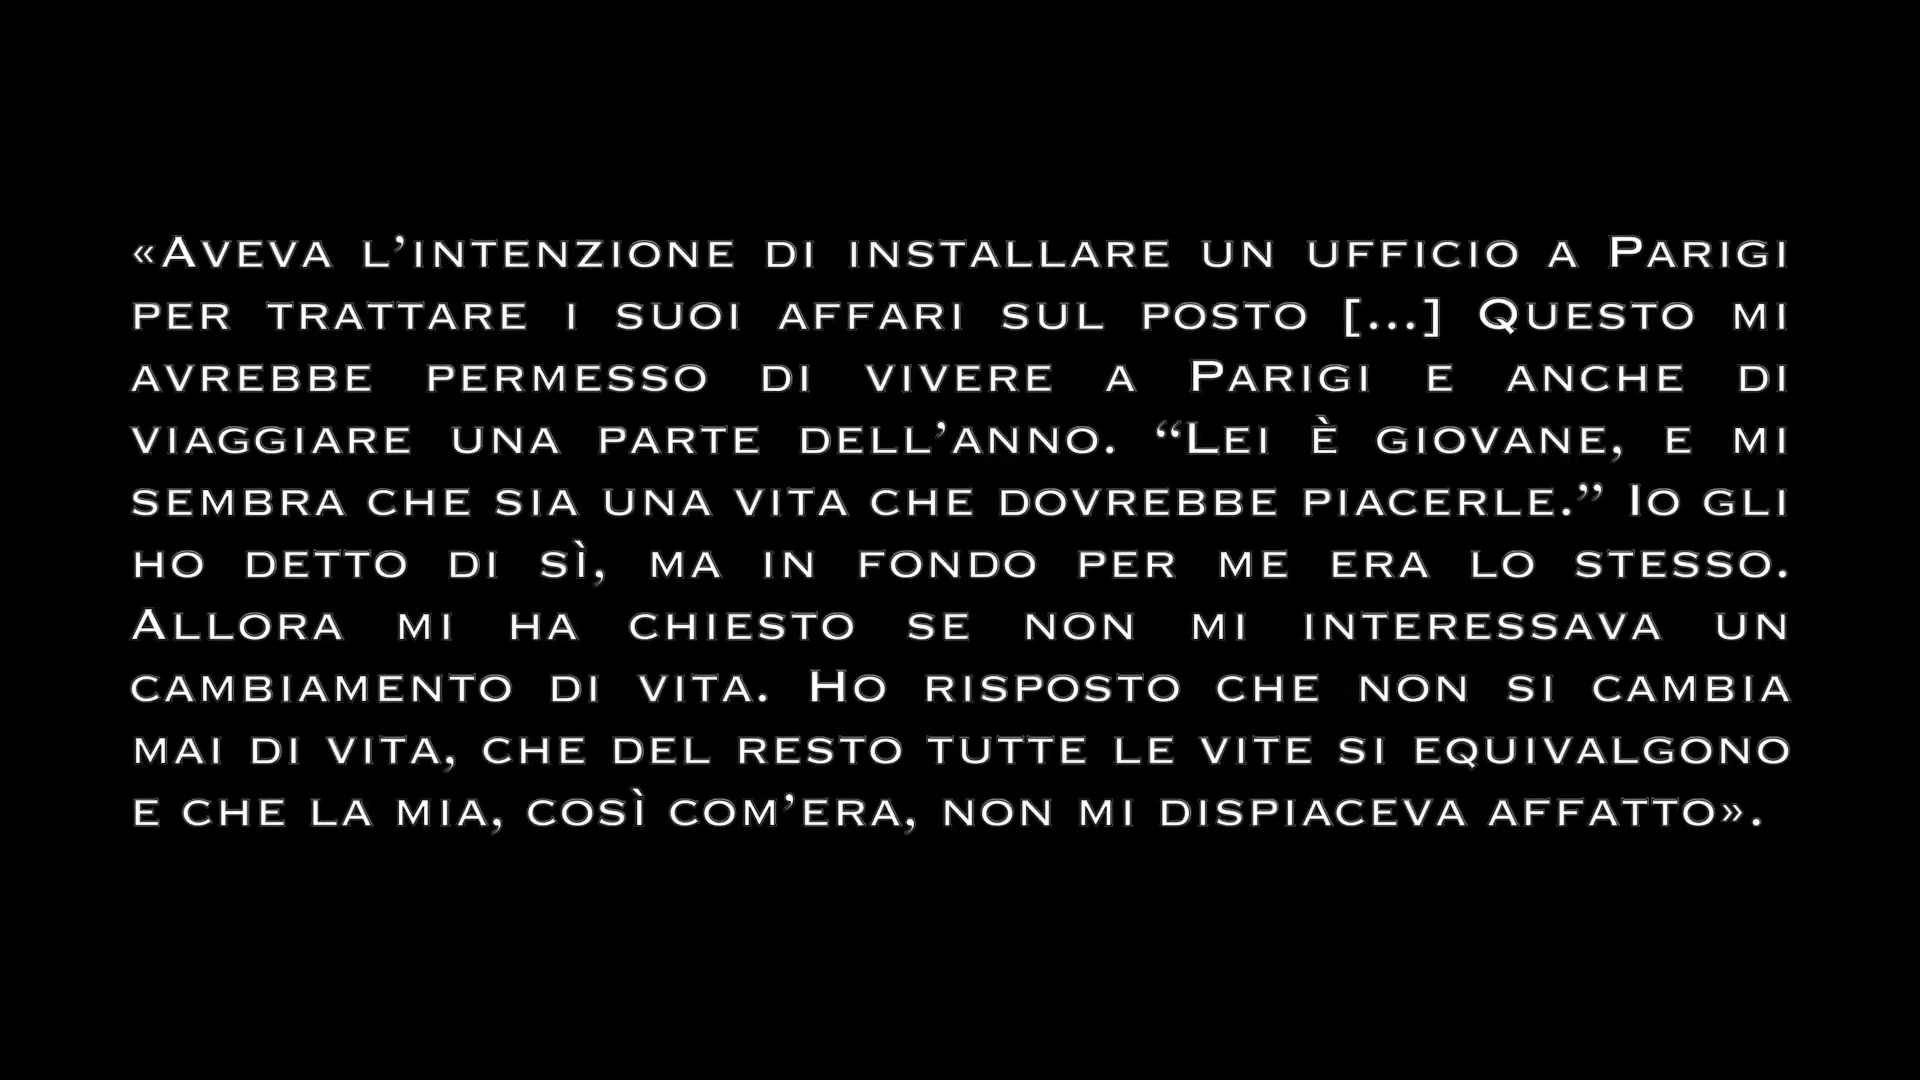 «Aveva l’intenzione di installare un ufficio a Parigi
per trattare i suoi affari sul posto [...] Questo mi
avrebbe permesso di vivere a Parigi e anche di
viaggiare una parte dell’anno. “Lei è giovane, e mi
sembra che sia una vita che dovrebbe piacerle.” Io gli
ho detto di sì, ma in fondo per me era lo stesso.
Allora mi ha chiesto se non mi interessava un
cambiamento di vita. Ho risposto che non si cambia
mai di vita, che del resto tutte le vite si equivalgono
e che la mia, così com’era, non mi dispiaceva affatto».